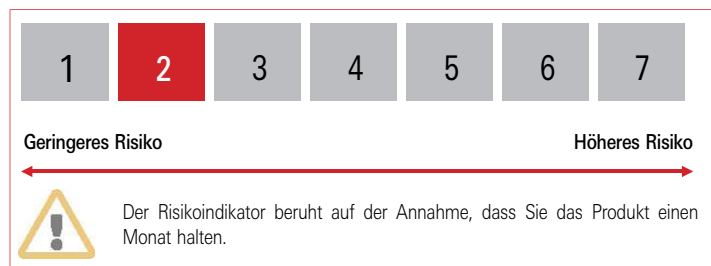 1 2 3 4 5 6 7
Geringeres Risiko Höheres Risiko
Der Risikoindikator beruht auf der Annahme, dass Sie das Produkt einen
Monat halten.